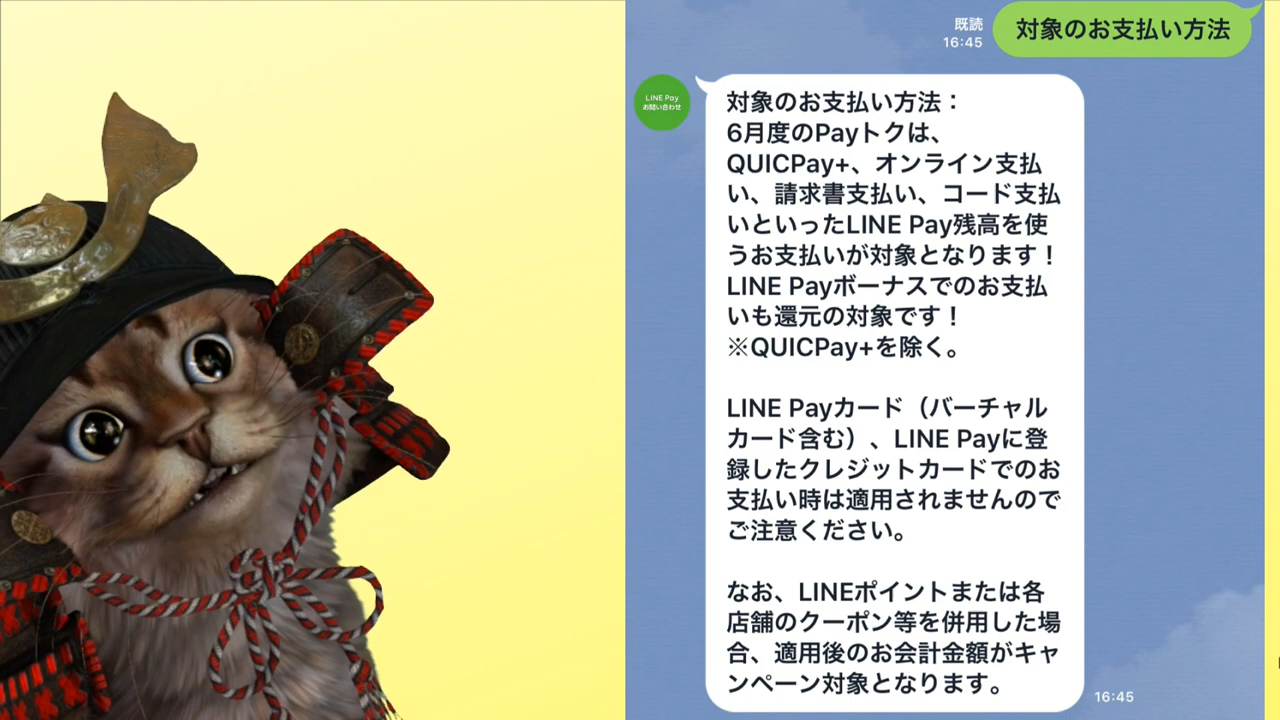 既読
16:45
対象のお支払い方法
LINE Pay
お問い合わせ
対象のお支払い方法：
6月度のPayトクは、
QUICPay+、オンライン支払
い、請求書支払い、コード支払
いといったLINE Pay残高を使
うお支払いが対象となります！
LINE Payボーナスでのお支払
いも還元の対象です！
※QUICPay+を除く。
LINE Payカード（バーチャル
カード含む）、LINE Payに登
録したクレジットカードでのお
支払い時は適用されませんので
ご注意ください。
なお、LINEポイントまたは各
店舗のクーポン等を併用した場
合、適用後のお会計金額がキャ
ンペーン対象となります。
16:45